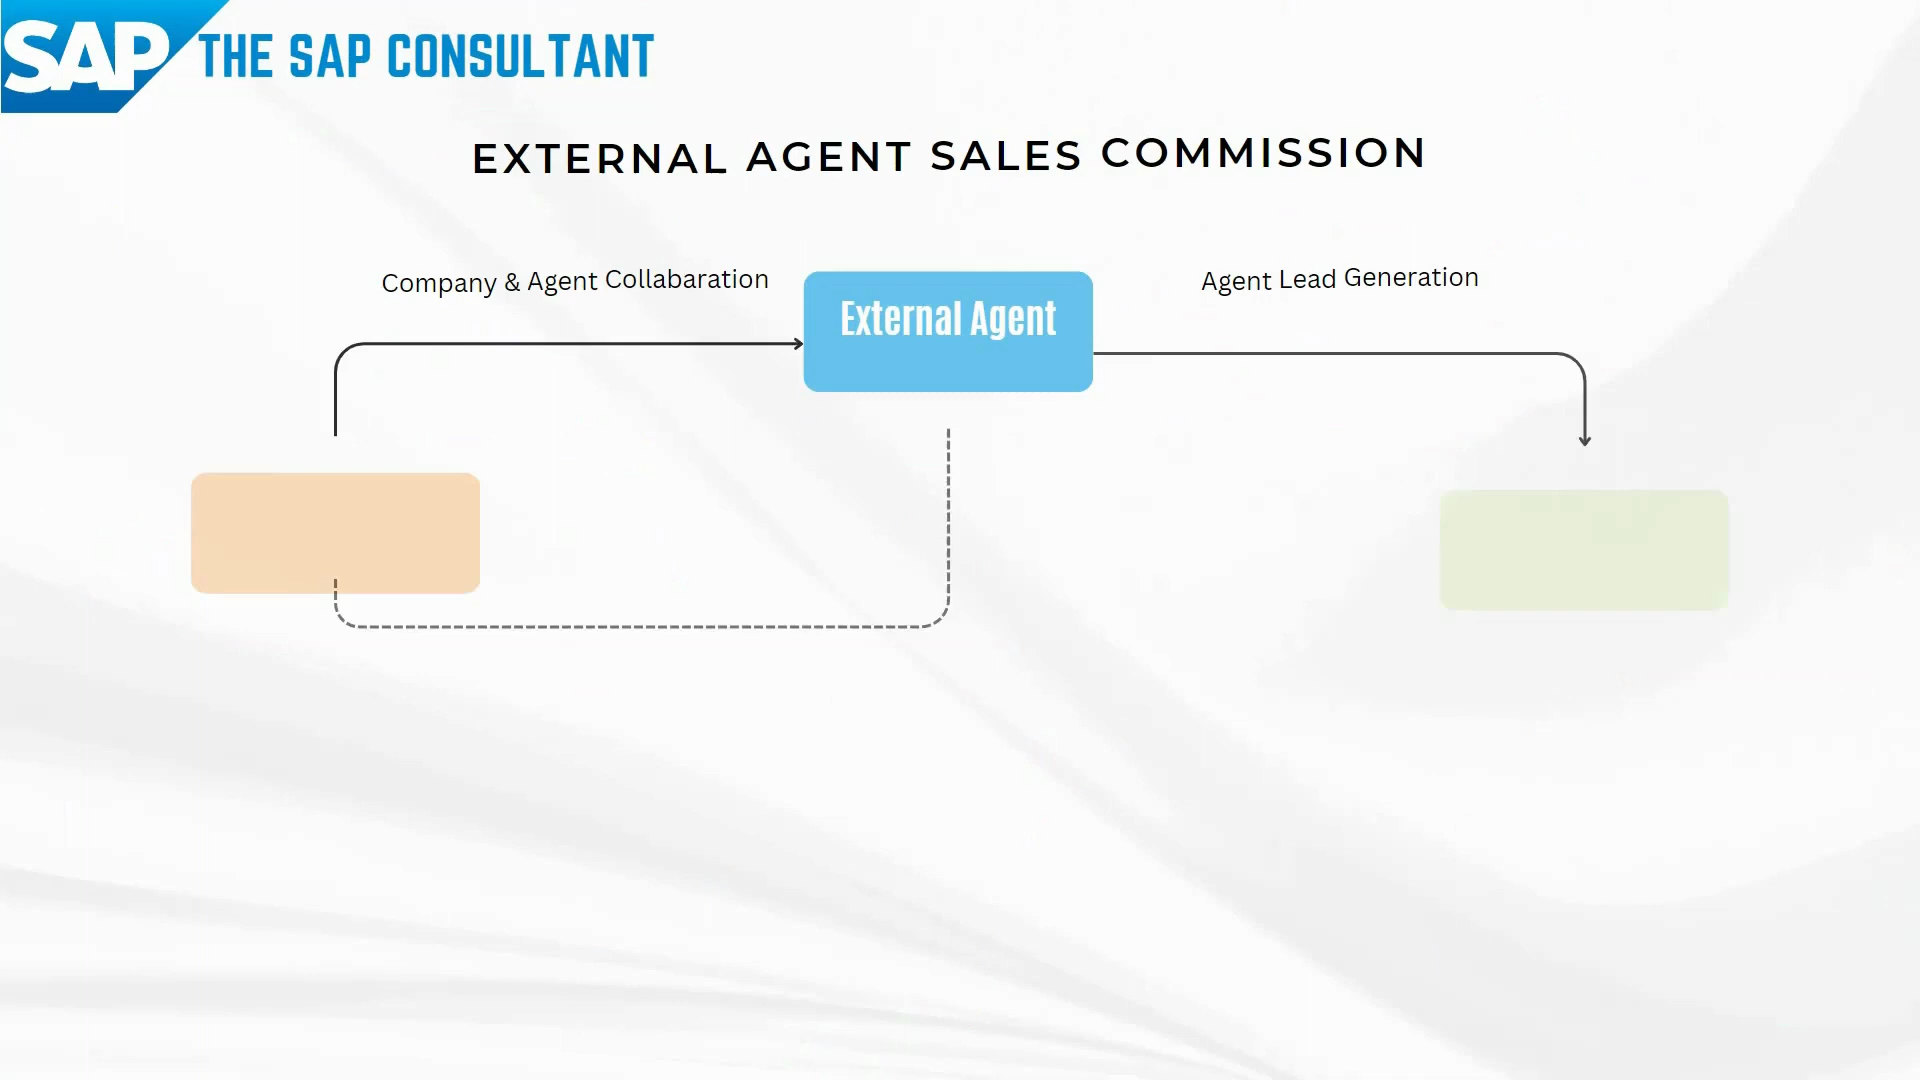 SAP THE SAP CONSULTANT
EXTERNAL AGENT SALES COMMISSION
Company & Agent Collabaration
External Agent
Agent Lead Generation